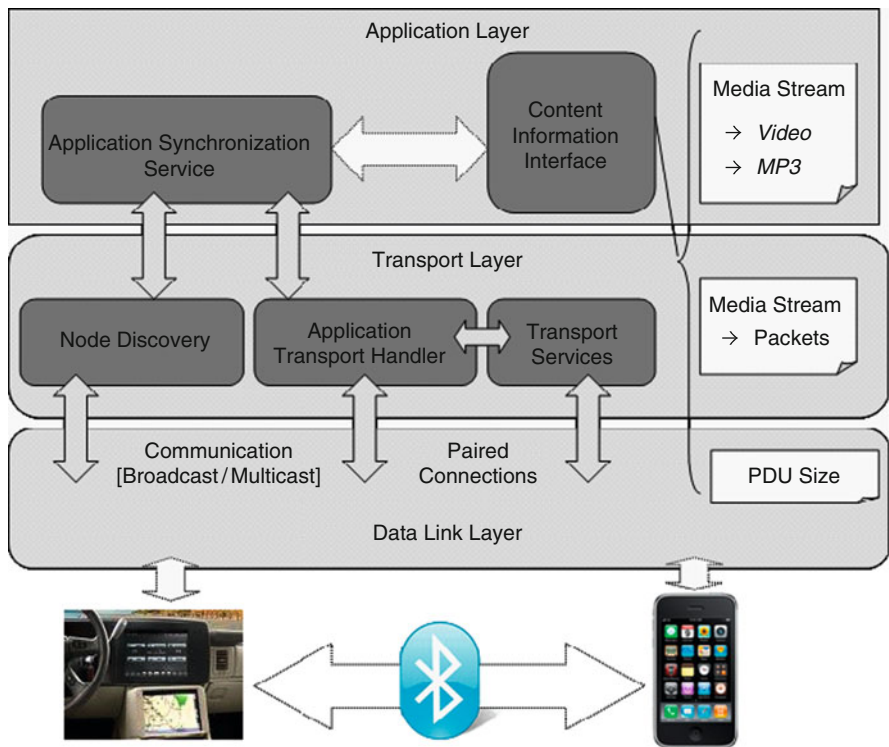 Application Layer
Application Synchronization
Service
Content
Information
Interface
Media Stream
→ Video
→ MP3
Transport Layer
Node Discovery
Application
Transport Handler
Transport
Services
Media Stream
→ Packets
Communication
[Broadcast/Multicast]
Paired
Connections
PDU Size
Data Link Layer